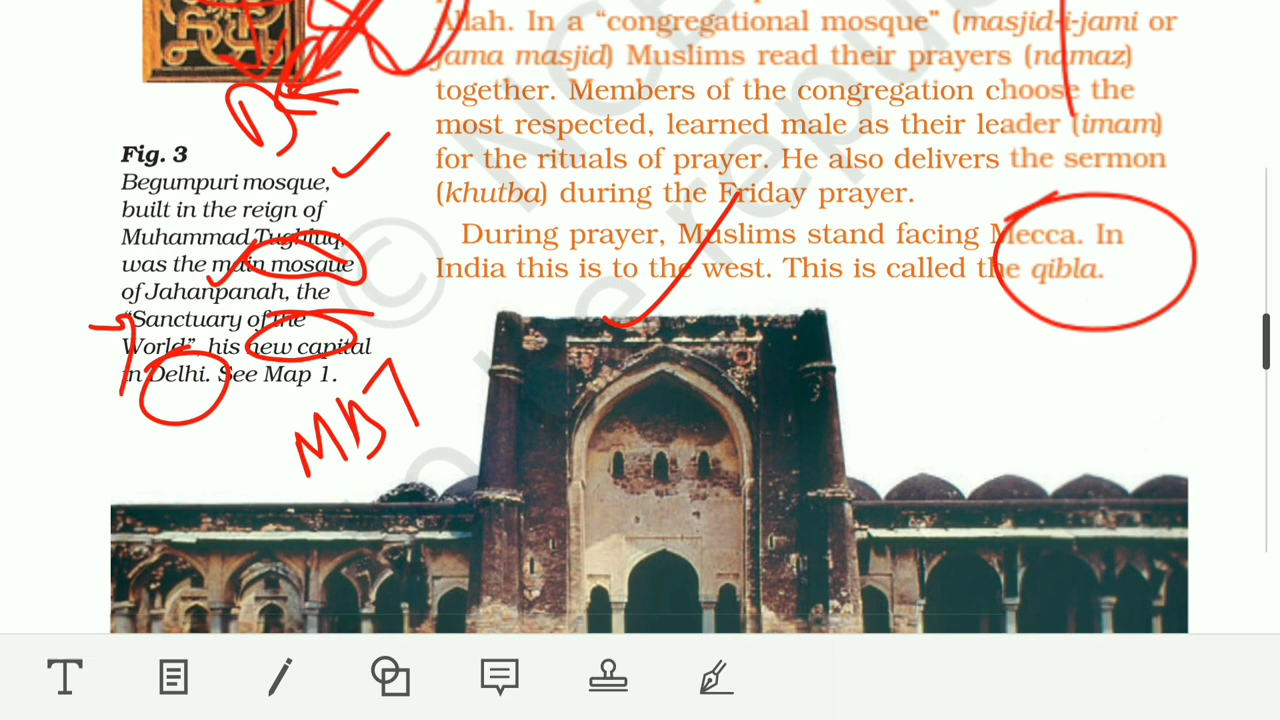 Allah. In a “congregational mosque” (masjid-i-jami or
jama masjid) Muslims read their prayers (namaz)
together. Members of the congregation choose the
most respected, learned male as their leader (imam)
for the rituals of prayer. He also delivers the sermon
(khutba) during the Friday prayer.
During prayer, Muslims stand facing Mecca. In
India this is to the west. This is called the qibla.
Fig. 3
Begumpuri mosque,
built in the reign of
Muhammad Tughluq,
was the main mosque
of Jahanpanah, the
“Sanctuary of the
World”, his new capital
in Delhi. See Map 1.
MBT